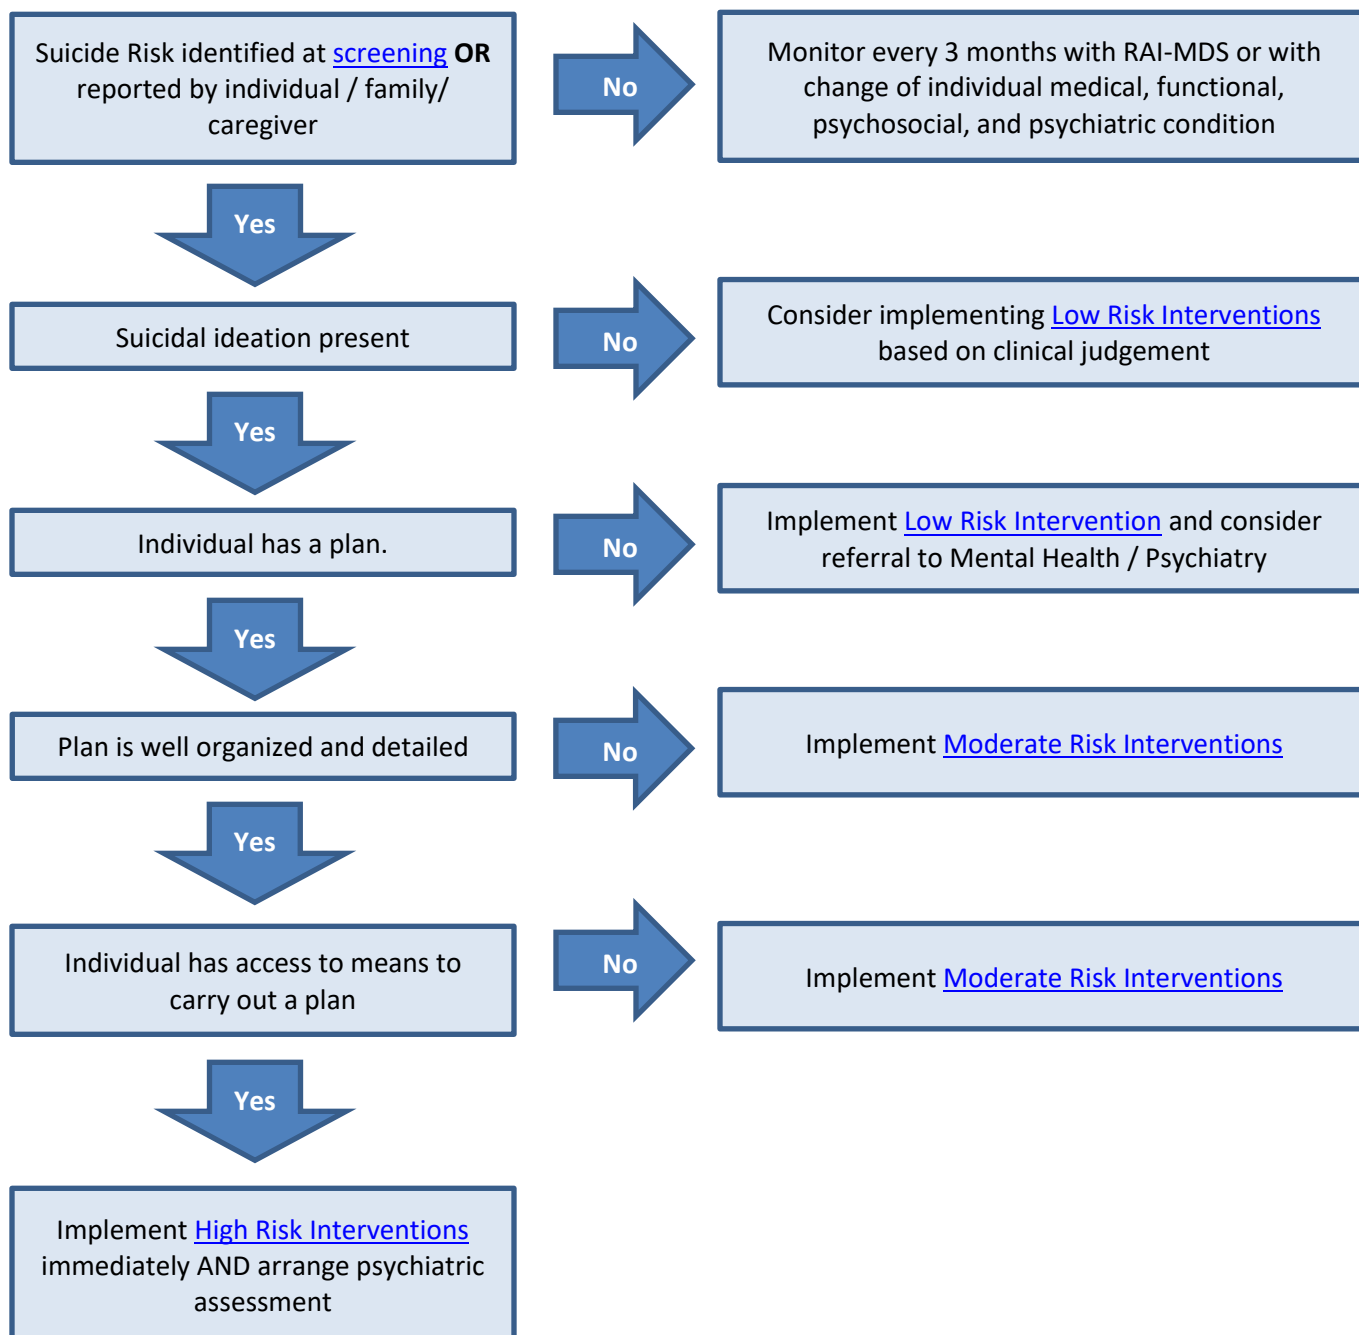 Suicide Risk identified at screening OR
reported by individual / family/
caregiver
No
Monitor every 3 months with RAI-MDS or with
change of individual medical, functional,
psychosocial, and psychiatric condition
Yes
Suicidal ideation present
No
Consider implementing Low Risk Interventions
based on clinical judgement
Yes
Individual has a plan.
No
Implement Low Risk Intervention and consider
referral to Mental Health / Psychiatry
Yes
Plan is well organized and detailed
No
Implement Moderate Risk Interventions
Yes
Individual has access to means to
carry out a plan
No
Implement Moderate Risk Interventions
Yes
Implement High Risk Interventions
immediately AND arrange psychiatric
assessment